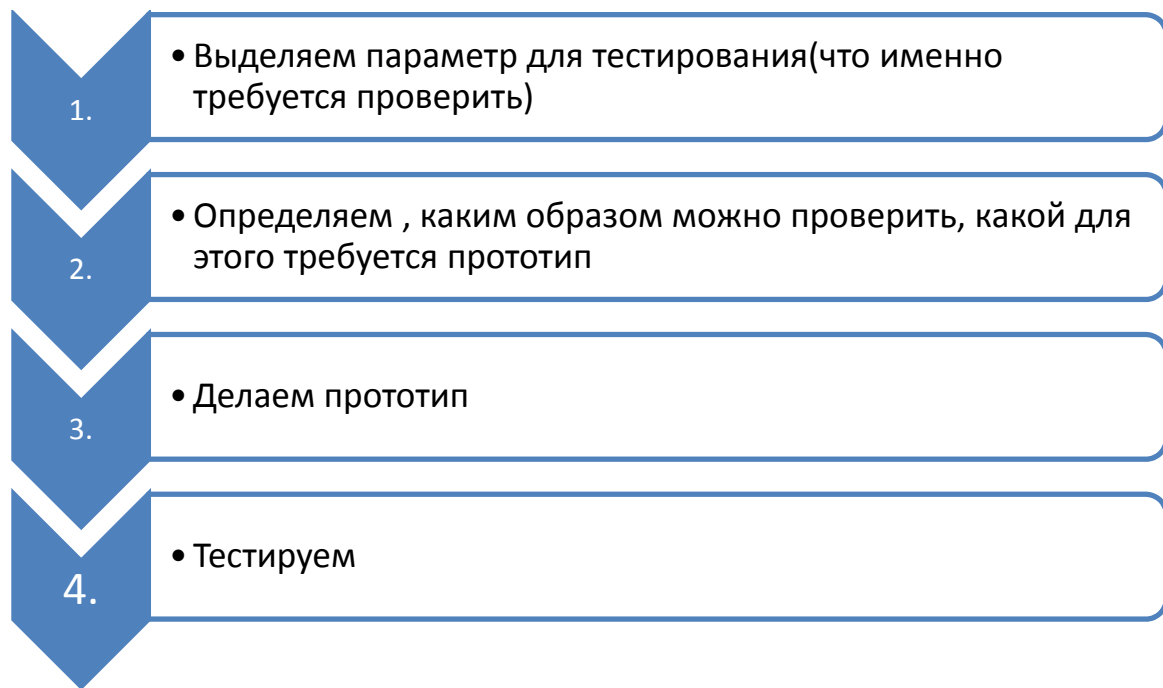 1.
• Выделяем параметр для тестирования(что именно
требуется проверить)
2.
• Определяем , каким образом можно проверить, какой для
этого требуется прототип
3.
• Делаем прототип
4.
• Тестируем